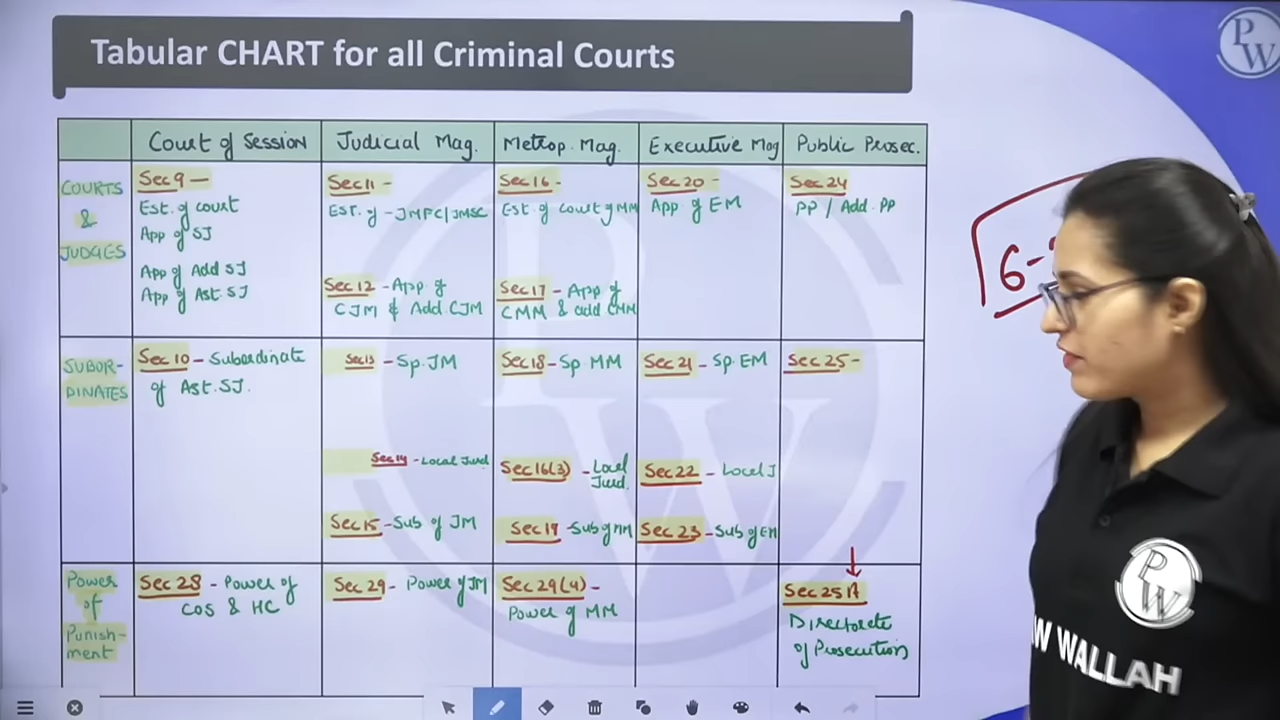 Tabular CHART for all Criminal Courts
PW
Court of Session
Judicial Mag.
Metrop. Mag.
Executive Mag
Public Prosec.
COURTS
&
JUDGES
Sec 9 —
Est. of court
App of SJ
App of Add SJ
App of Ast. SJ
Sec 11 -
EST. of - JMFC/JMSC
Sec 12 - App of
CJM & Add. CJM
Sec 16 -
Est. of court of MM
Sec 17 - App of
CMM & add CMM
Sec 20 -
App of EM
Sec 24
PP / Add. PP
6-
SUBOR-
DINATES
Sec 10 - Subordinate
of Ast. SJ.
Sec 13 - Sp. JM
Sec 14 - Local Jurd
Sec 15 - Sub of JM
Sec 18 - Sp. MM
Sec 16(3) - Local
Jurd.
Sec 19 - Sub of MM
Sec 21 - Sp. EM
Sec 22 - Local J
Sec 23 - Sub of EM
Sec 25 -
Power
of
Punish-
ment
Sec 28 - Power of
COS & HC
Sec 29 - Power of JM
Sec 29(4) -
Power of MM
Sec 25 A
Directorate
of Prosecution
PW
W WALLAH